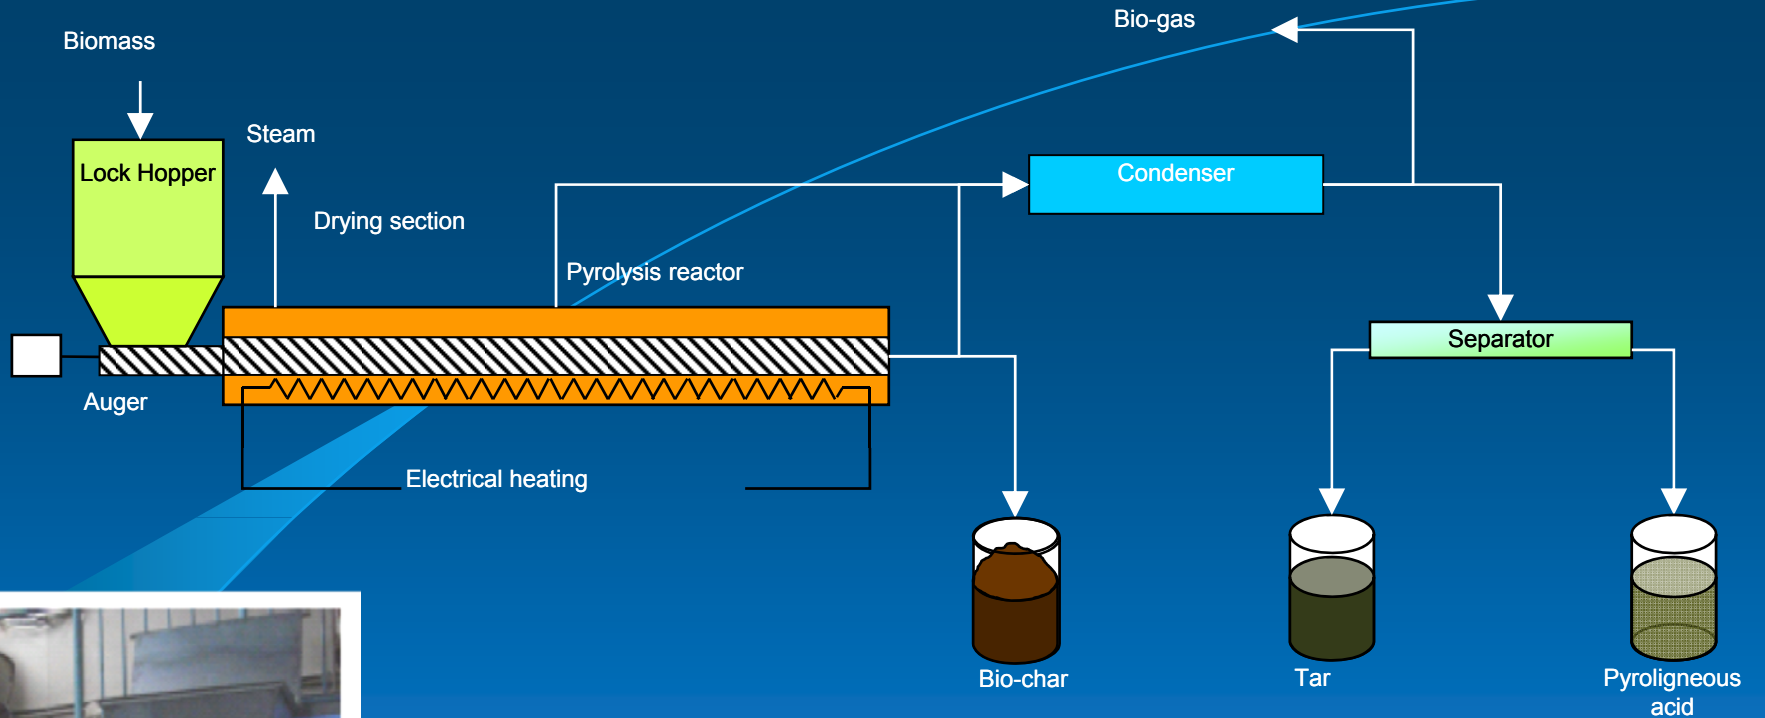 Bio-gas
Biomass
Steam
Lock Hopper
Condenser
Drying section
Pyrolysis reactor
Separator
Auger
Electrical heating
Bio-char
Tar
Pyroligneous
acid